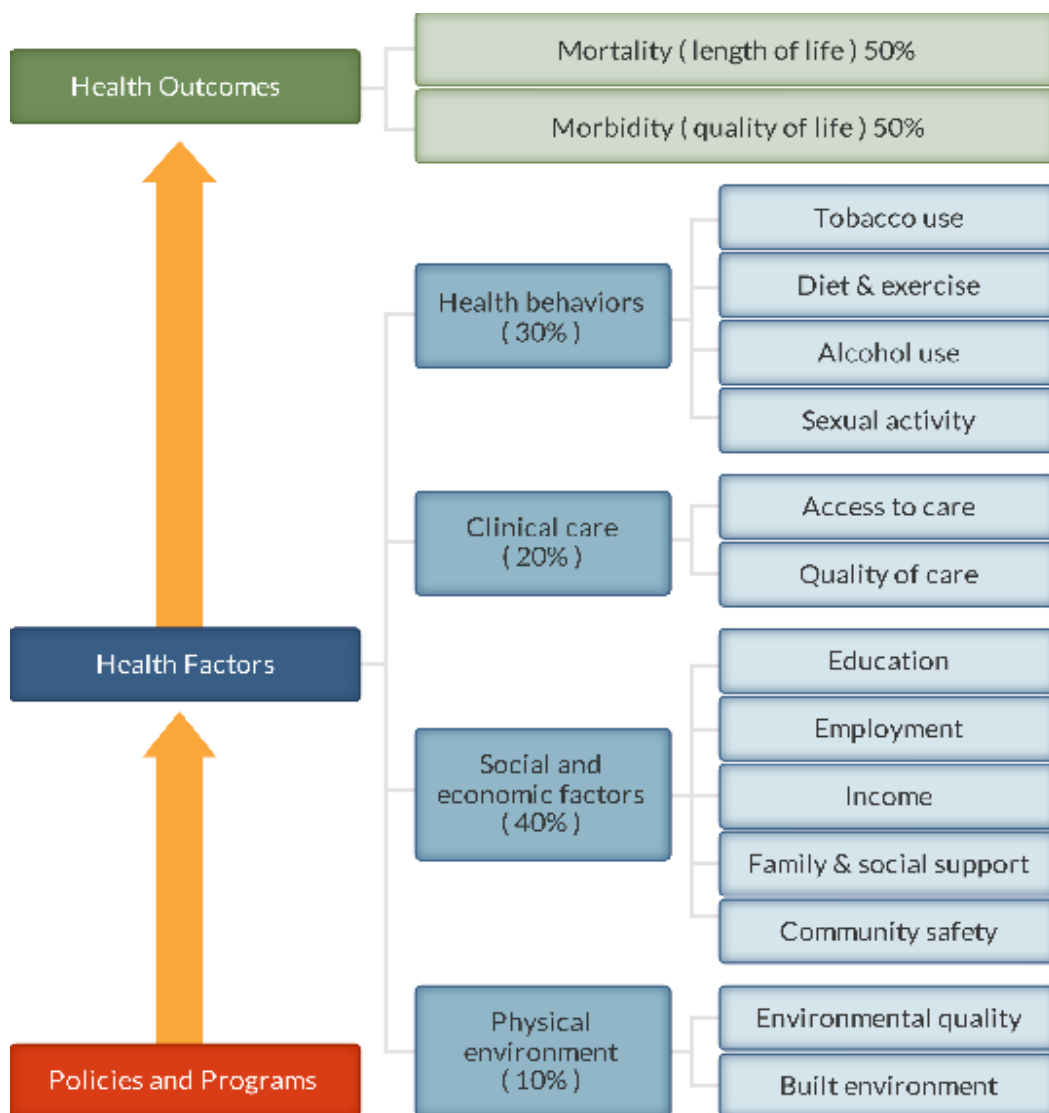 Health Outcomes
Mortality ( length of life ) 50%
Morbidity ( quality of life ) 50%
Health Factors
Health behaviors
( 30% )
Tobacco use
Diet & exercise
Alcohol use
Sexual activity
Clinical care
( 20% )
Access to care
Quality of care
Social and
economic factors
( 40% )
Education
Employment
Income
Family & social support
Community safety
Physical
environment
( 10% )
Environmental quality
Built environment
Policies and Programs